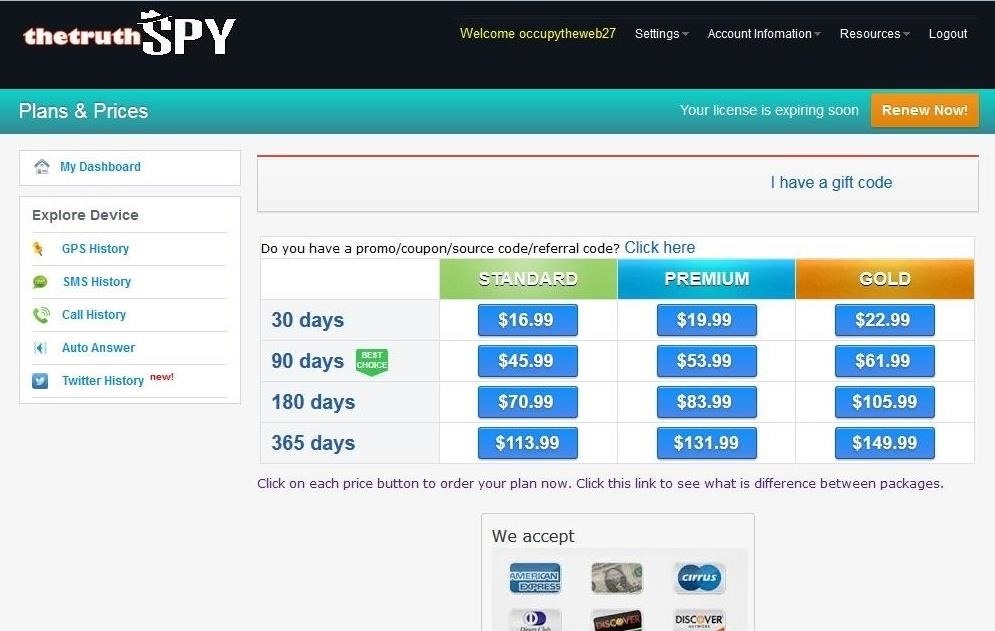 thetruthSPY
Welcome occupytheweb27 Settings Account Infomation Resources Logout
Plans & Prices
Your license is expiring soon Renew Now!
My Dashboard
Explore Device
GPS History
SMS History
Call History
Auto Answer
Twitter History new!
I have a gift code
Do you have a promo/coupon/source code/referral code? Click here
STANDARD PREMIUM GOLD
30 days $16.99 $19.99 $22.99
90 days BEST CHOICE $45.99 $53.99 $61.99
180 days $70.99 $83.99 $105.99
365 days $113.99 $131.99 $149.99
Click on each price button to order your plan now. Click this link to see what is difference between packages.
We accept
AMERICAN EXPRESS CIRRUS
Diners Club DISCOVER DISCOVER
NETWORK